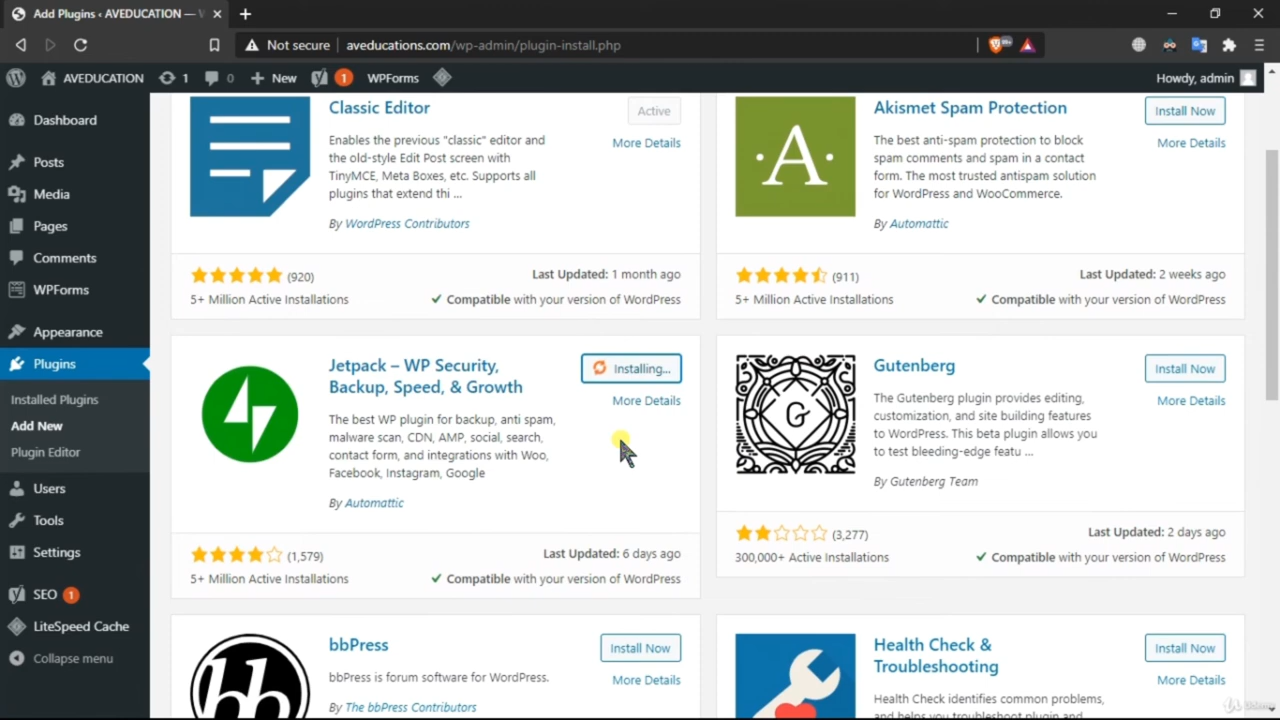 Add Plugins ‹ AVEDUCATION —
Not secure
aveducations.com/wp-admin/plugin-install.php
AVEDUCATION
1
0
New
1
WPForms
Howdy, admin
Dashboard
Posts
Media
Pages
Comments
WPForms
Appearance
Plugins
Installed Plugins
Add New
Plugin Editor
Users
Tools
Settings
SEO 1
LiteSpeed Cache
Collapse menu
Classic Editor
Active
More Details
Enables the previous "classic" editor and
the old-style Edit Post screen with
TinyMCE, Meta Boxes, etc. Supports all
plugins that extend thi ...
By WordPress Contributors
(920)
Last Updated: 1 month ago
5+ Million Active Installations
Compatible with your version of WordPress
A
Akismet Spam Protection
Install Now
More Details
The best anti-spam protection to block
spam comments and spam in a contact
form. The most trusted antispam solution
for WordPress and WooCommerce.
By Automattic
(911)
Last Updated: 2 weeks ago
5+ Million Active Installations
Compatible with your version of WordPress
Jetpack – WP Security,
Backup, Speed, & Growth
Installing...
More Details
The best WP plugin for backup, anti spam,
malware scan, CDN, AMP, social, search,
contact form, and integrations with Woo,
Facebook, Instagram, Google
By Automattic
(1,579)
Last Updated: 6 days ago
5+ Million Active Installations
Compatible with your version of WordPress
G
Gutenberg
Install Now
More Details
The Gutenberg plugin provides editing,
customization, and site building features
to WordPress. This beta plugin allows you
to test bleeding-edge featu ...
By Gutenberg Team
(3,277)
Last Updated: 2 days ago
300,000+ Active Installations
Compatible with your version of WordPress
bb
bbPress
Install Now
More Details
bbPress is forum software for WordPress.
By The bbPress Contributors
Health Check &
Troubleshooting
Install Now
More Details
Health Check identifies common problems,
and helps you troubleshoot plugin and